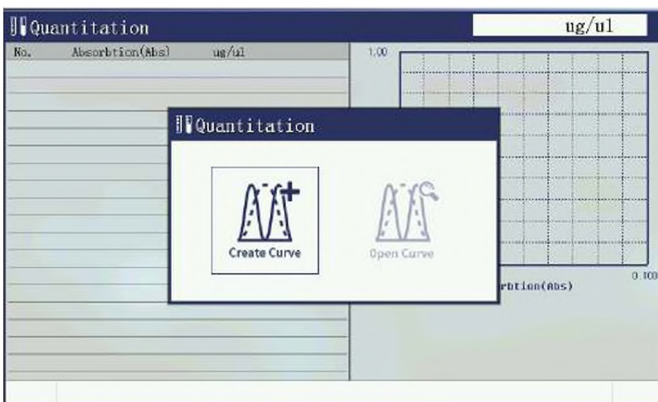 Quantitation
ug/ul
No. Absorbtion(Abs) ug/ul
1.00
Quantitation
Create Curve
Open Curve
0.100
rbtion(Abs)